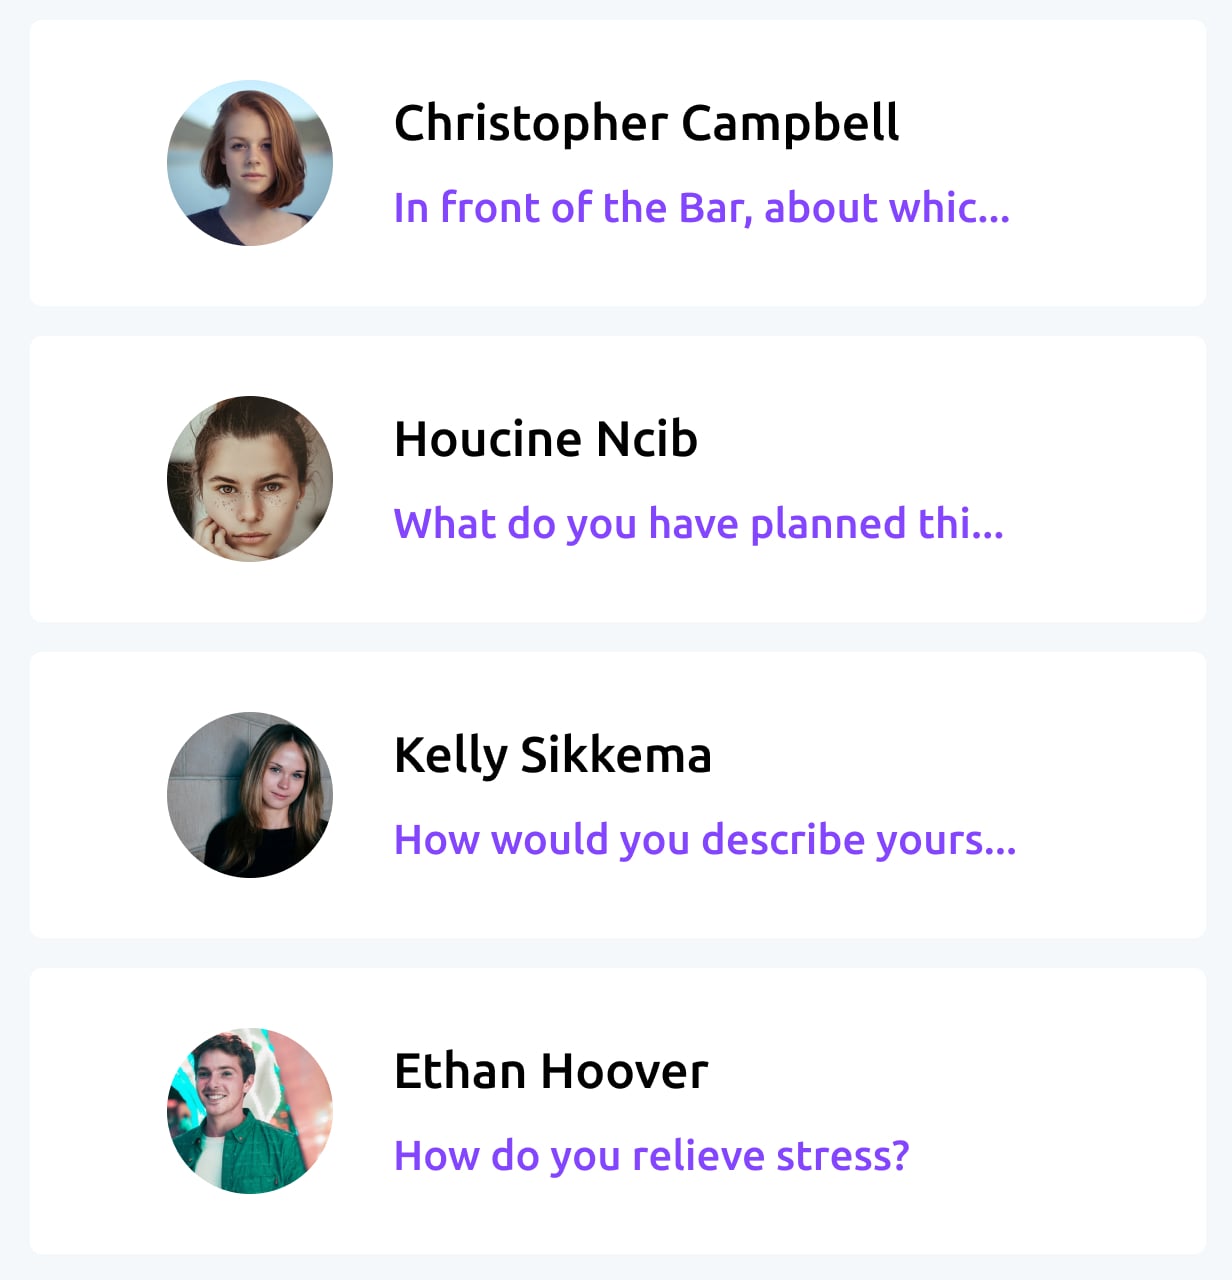 Christopher Campbell
In front of the Bar, about whic...
Houcine Ncib
What do you have planned thi...
Kelly Sikkema
How would you describe yours...
Ethan Hoover
How do you relieve stress?